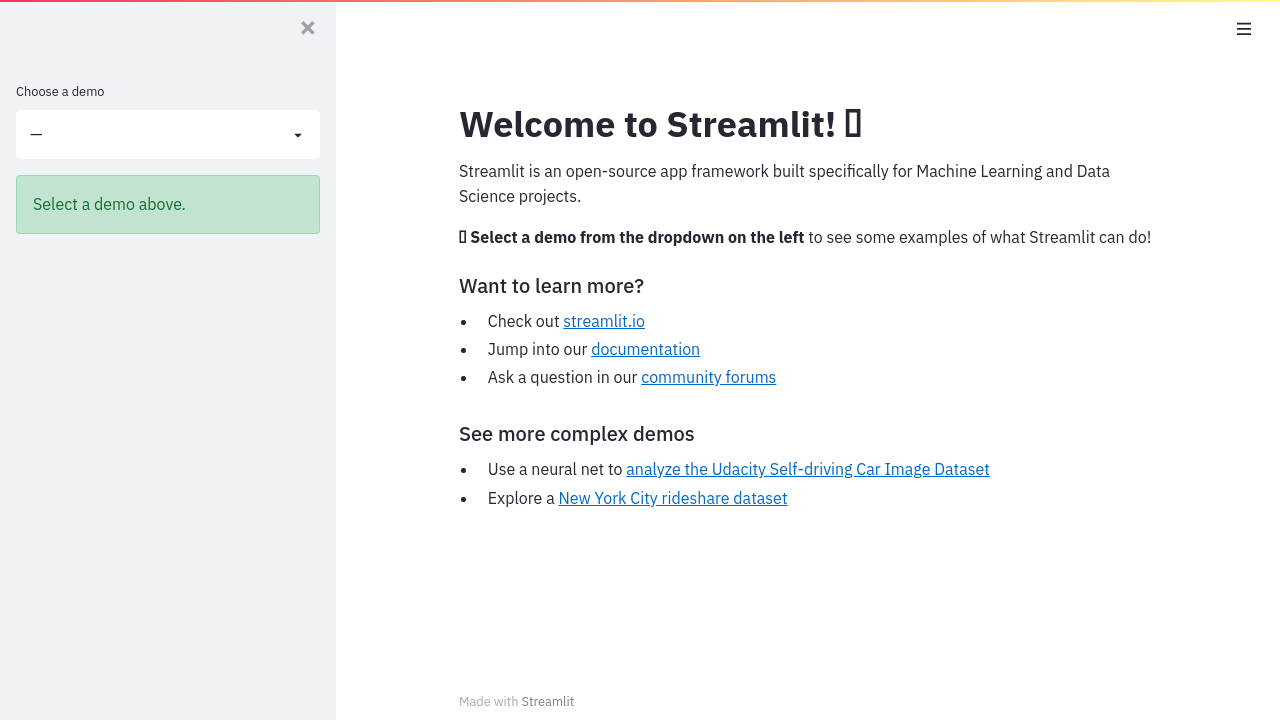 Choose a demo
—
Select a demo above.
Welcome to Streamlit!
Streamlit is an open-source app framework built specifically for Machine Learning and Data
Science projects.
Select a demo from the dropdown on the left to see some examples of what Streamlit can do!
Want to learn more?
Check out streamlit.io
Jump into our documentation
Ask a question in our community forums
See more complex demos
Use a neural net to analyze the Udacity Self-driving Car Image Dataset
Explore a New York City rideshare dataset
Made with Streamlit